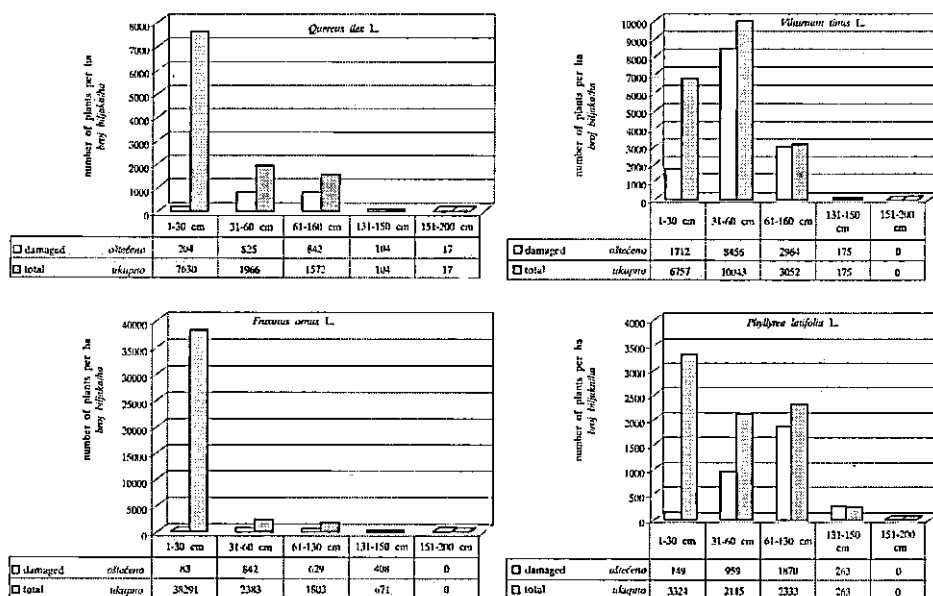 Quercus ilex L.
number of plants per ha
broj biljaka/ha
8000
7000
6000
5000
4000
3000
2000
1000
0
1-30 cm 31-60 cm 61-160 cm 131-150 cm 151-200 cm
damaged oštećeno 204 825 842 104 17
total ukupno 7630 1966 1572 104 17
Viburnum tinus L.
number of plants per ha
broj biljaka/ha
10000
9000
8000
7000
6000
5000
4000
3000
2000
1000
0
1-30 cm 31-60 cm 61-160 cm 131-150 cm 151-200 cm
damaged oštećeno 1712 8456 2964 175 0
total ukupno 6757 10043 3052 175 0
Fraxinus ornus L.
number of plants per ha
broj biljaka/ha
40000
35000
30000
25000
20000
15000
10000
5000
0
1-30 cm 31-60 cm 61-130 cm 131-150 cm 151-200 cm
damaged oštećeno 83 842 629 408 0
total ukupno 38291 2383 1803 671 0
Phyllyrea latifolia L.
number of plants per ha
broj biljaka/ha
4000
3500
3000
2500
2000
1500
1000
500
0
1-30 cm 31-60 cm 61-130 cm 131-150 cm 151-200 cm
damaged oštećeno 149 959 1870 263 0
total ukupno 3324 2115 2333 263 0